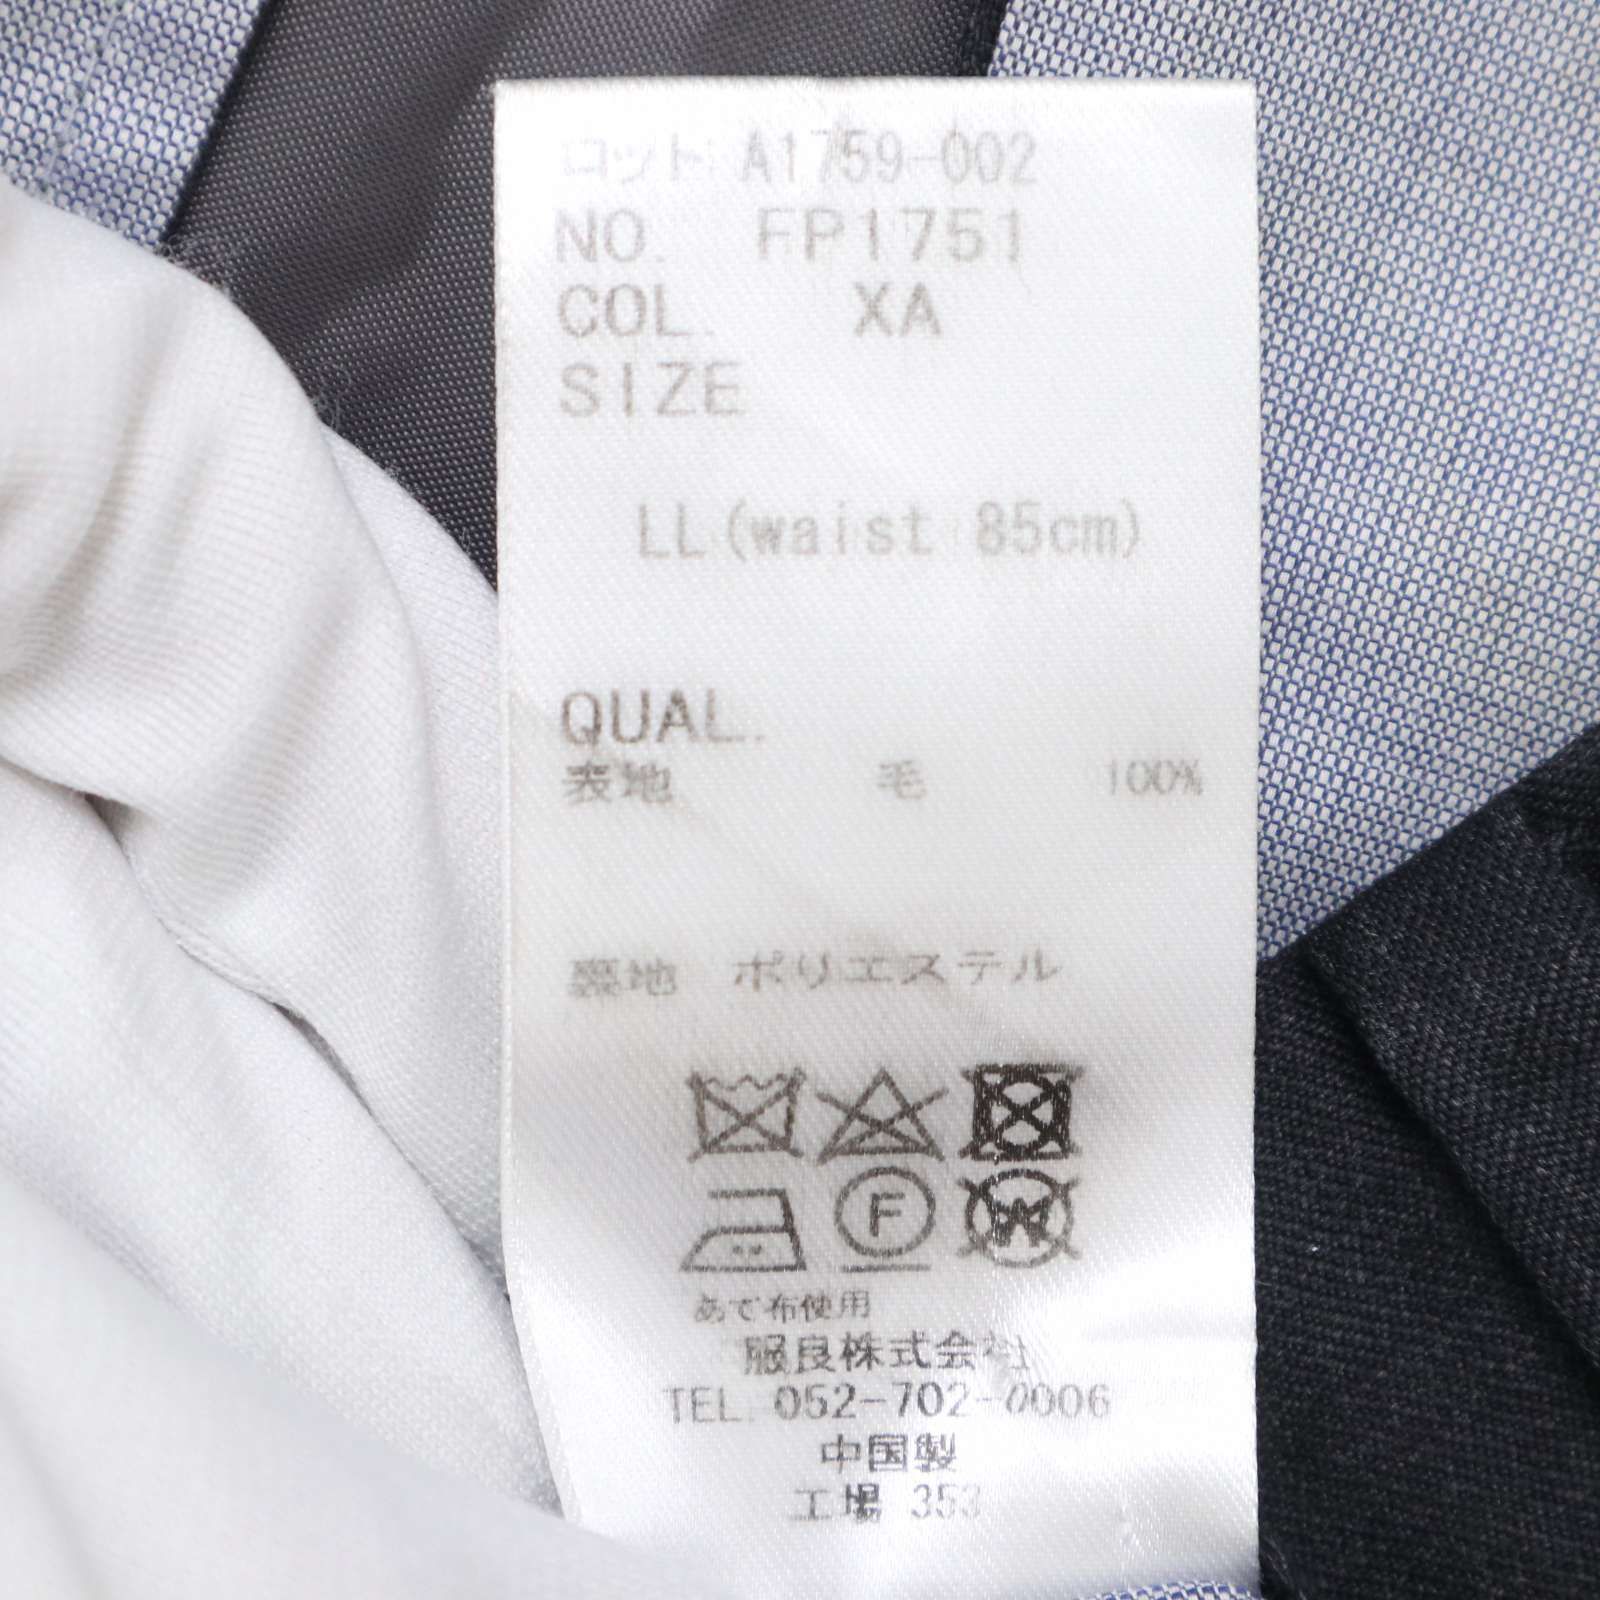 ロット: A1759-002
NO. FP1751
COL. XA
SIZE
LL(waist 85cm)
QUAL.
表地 毛 100%
裏地 ポリエステル
F
W
あて布使用
服良株式会社
TEL. 052-702-0006
中国製
工場 353